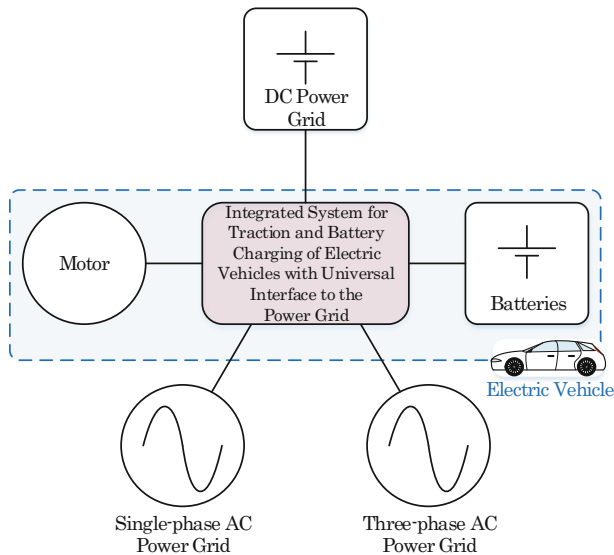 DC Power
Grid
Integrated System for
Traction and Battery
Charging of Electric
Vehicles with Universal
Interface to the
Power Grid
Motor
Batteries
Electric Vehicle
Single-phase AC
Power Grid
Three-phase AC
Power Grid